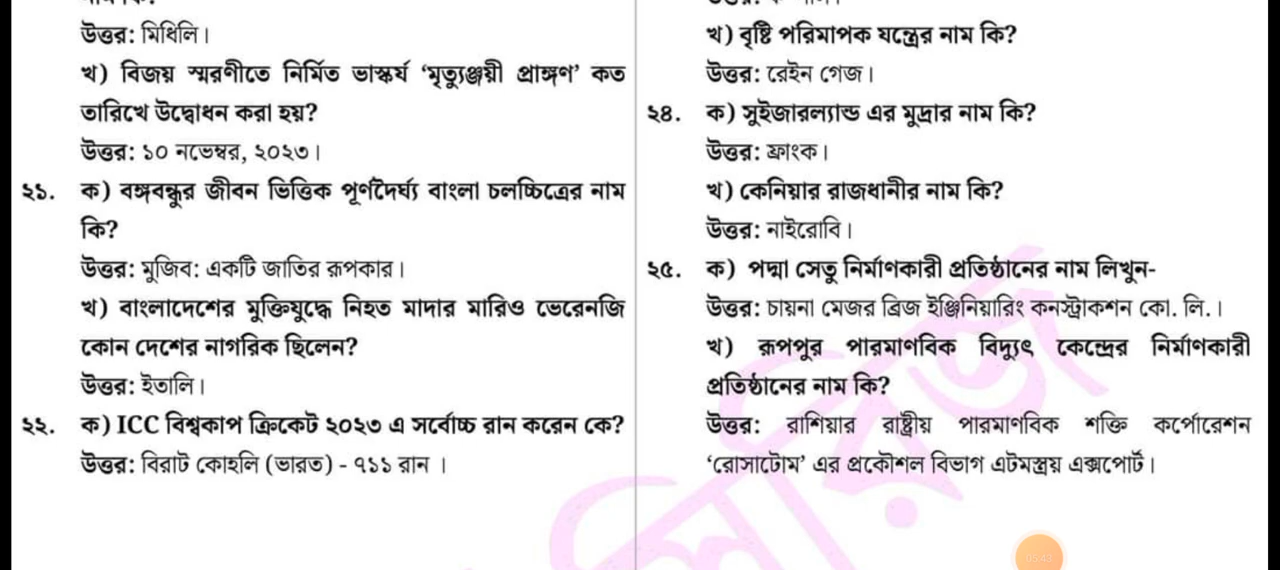 উত্তর: মিধিলি।
খ) বিজয় স্মরণীতে নির্মিত ভাস্কর্য ‘মৃত্যুঞ্জয়ী প্রাঙ্গণ’ কত
তারিখে উদ্বোধন করা হয়?
উত্তর: ১০ নভেম্বর, ২০২৩।
২১. ক) বঙ্গবন্ধুর জীবন ভিত্তিক পূর্ণদৈর্ঘ্য বাংলা চলচ্চিত্রের নাম
কি?
উত্তর: মুজিব: একটি জাতির রূপকার।
খ) বাংলাদেশের মুক্তিযুদ্ধে নিহত মাদার মারিও ভেরেনজি
কোন দেশের নাগরিক ছিলেন?
উত্তর: ইতালি।
২২. ক) ICC বিশ্বকাপ ক্রিকেট ২০২৩ এ সর্বোচ্চ রান করেন কে?
উত্তর: বিরাট কোহলি (ভারত) - ৭১১ রান ।
খ) বৃষ্টি পরিমাপক যন্ত্রের নাম কি?
উত্তর: রেইন গেজ।
২৪. ক) সুইজারল্যান্ড এর মুদ্রার নাম কি?
উত্তর: ফ্রাংক।
খ) কেনিয়ার রাজধানীর নাম কি?
উত্তর: নাইরোবি।
২৫. ক) পদ্মা সেতু নির্মাণকারী প্রতিষ্ঠানের নাম লিখুন-
উত্তর: চায়না মেজর ব্রিজ ইঞ্জিনিয়ারিং কনস্ট্রাকশন কো. লি.।
খ) রূপপুর পারমাণবিক বিদ্যুৎ কেন্দ্রের নির্মাণকারী
প্রতিষ্ঠানের নাম কি?
উত্তর: রাশিয়ার রাষ্ট্রীয় পারমাণবিক শক্তি কর্পোরেশন
‘রোসাটোম’ এর প্রকৌশল বিভাগ এটমস্ত্রয় এক্সপোর্ট।